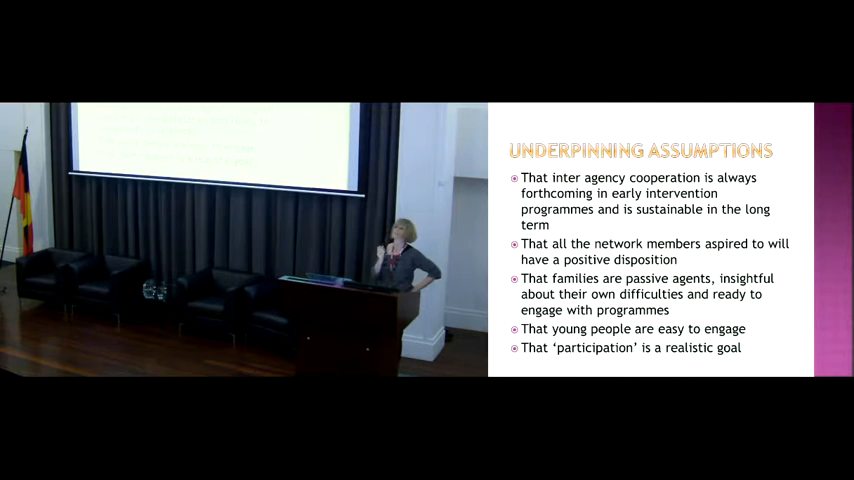 UNDERPINNING ASSUMPTIONS
That inter agency cooperation is always
forthcoming in early intervention
programmes and is sustainable in the long
term
That all the network members aspired to will
have a positive disposition
That families are passive agents, insightful
about their own difficulties and ready to
engage with programmes
That young people are easy to engage
That ‘participation’ is a realistic goal